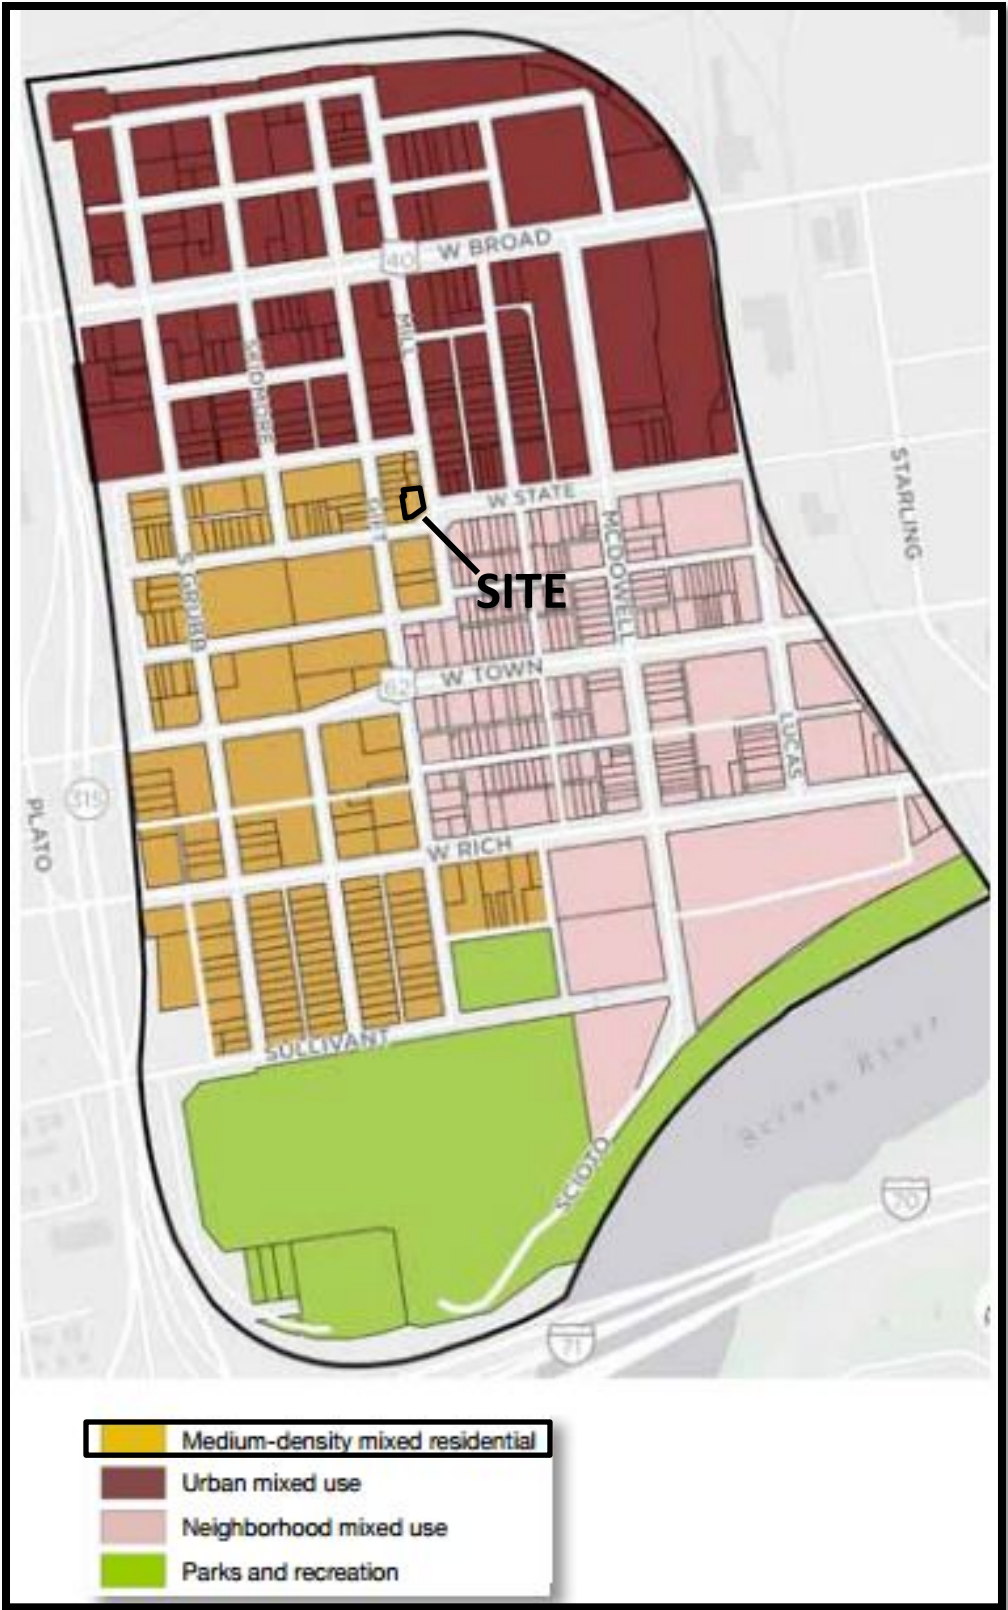 W BROAD
40
MILL
SKIDMORE
STARLING
W STATE
GIFT
MCDOWELL
SITE
S GRUBB
W TOWN
62
LUCAS
315
PLATO
W RICH
SULLIVANT
Scioto River
SCIOTO
70
71
Medium-density mixed residential
Urban mixed use
Neighborhood mixed use
Parks and recreation